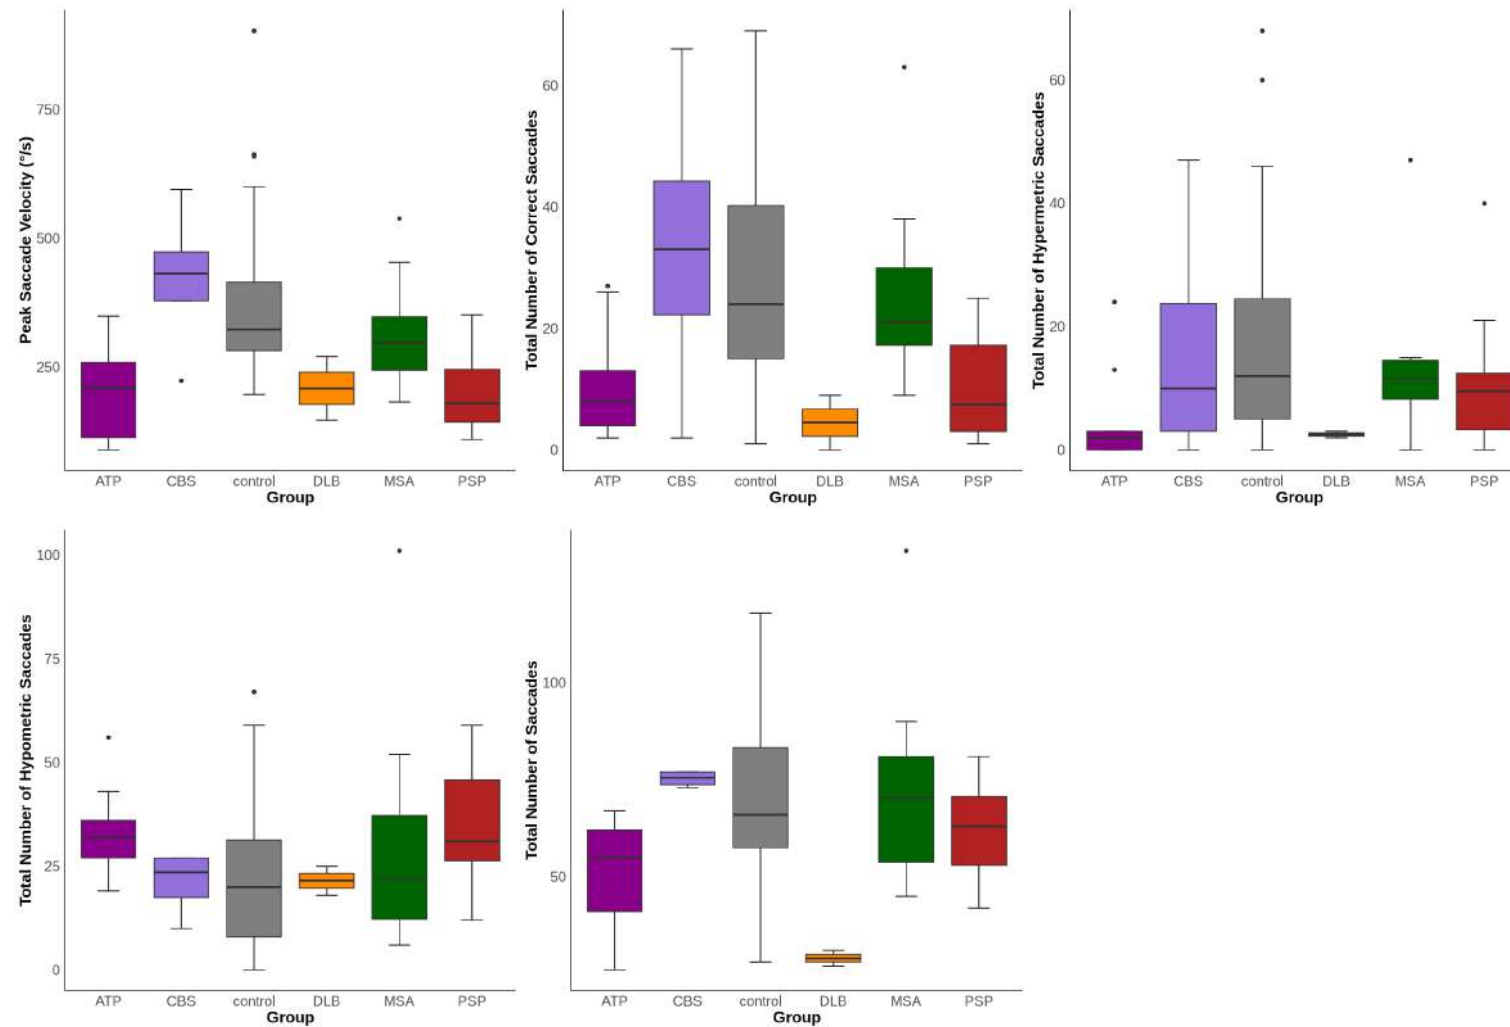 Peak Saccade Velocity (°/s)
750
500
250
ATP CBS control DLB MSA PSP
Group
Total Number of Correct Saccades
60
40
20
0
ATP CBS control DLB MSA PSP
Group
Total Number of Hypermetric Saccades
60
40
20
0
ATP CBS control DLB MSA PSP
Group
Total Number of Hypometric Saccades
100
75
50
25
0
ATP CBS control DLB MSA PSP
Group
Total Number of Saccades
100
50
ATP CBS control DLB MSA PSP
Group